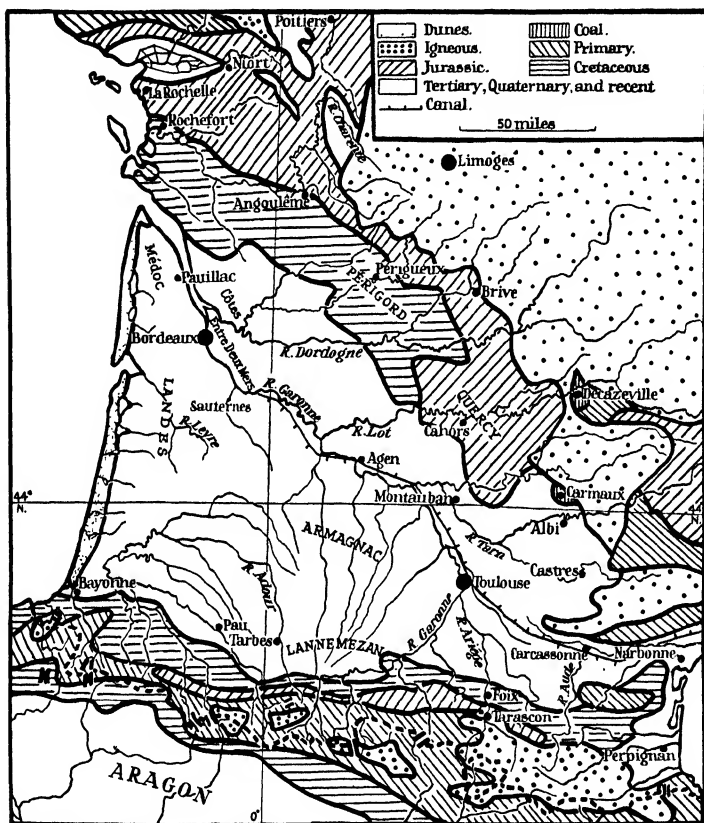 Poitiers
Dunes.
Coal.
Igneous.
Primary.
Jurassic.
Cretaceous
Tertiary, Quaternary, and recent
Canal.
50 miles
Niort
La Rochelle
Rochefort
R. Charente
Limoges
Angoulême
Périgueux
PÉRIGORD
Brive
MÉDOC
Pauillac
Côtes
Bordeaux
Entre Deux Mers
R. Dordogne
R. Garonne
LANDES
Sauternes
R. Leyre
QUERCY
Decazeville
R. Lot
Cahors
Agen
44°
N.
Montauban
Carmaux
44
ARMAGNAC
Albi
R. Tarn
Castres
Bayonne
R. Adour
Toulouse
Pau
Tarbes
LANNEMEZAN
R. Garonne
R. Ariège
Carcassonne
Narbonne
R. Aude
Foix
Tarascon
Perpignan
ARAGON
0°